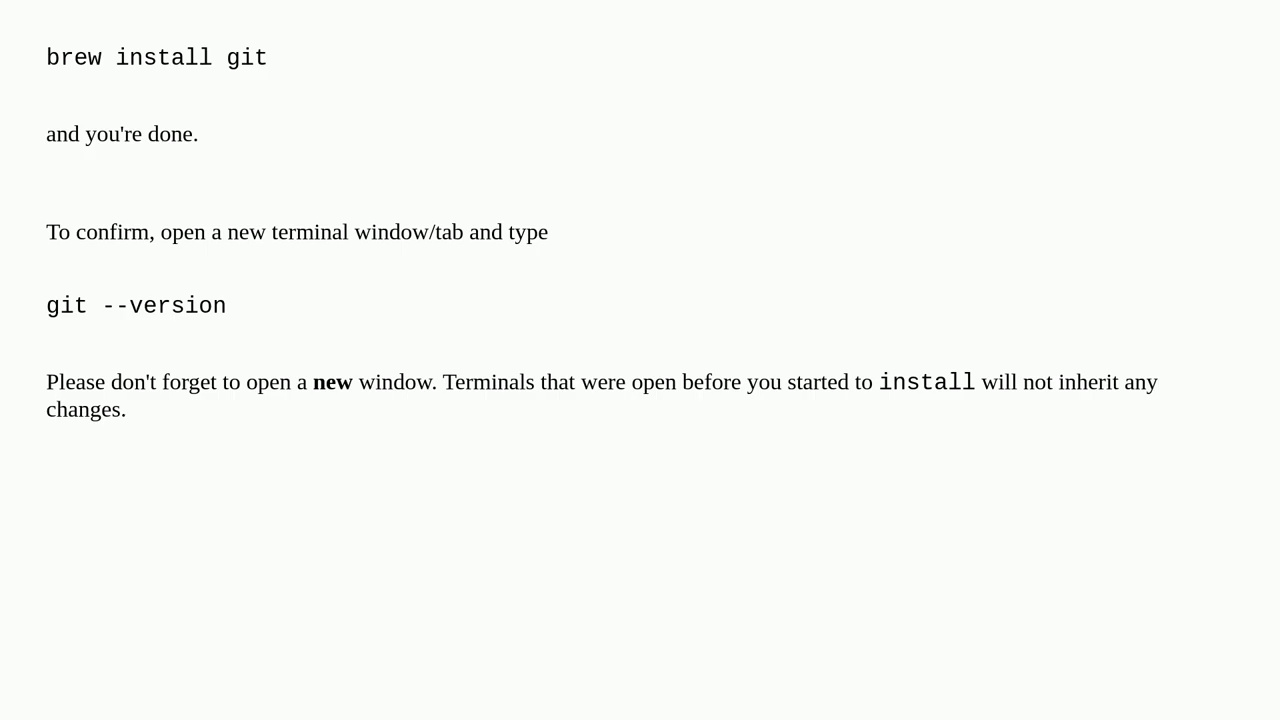 brew install git
and you're done.
To confirm, open a new terminal window/tab and type
git --version
Please don't forget to open a new window. Terminals that were open before you started to install will not inherit any
changes.